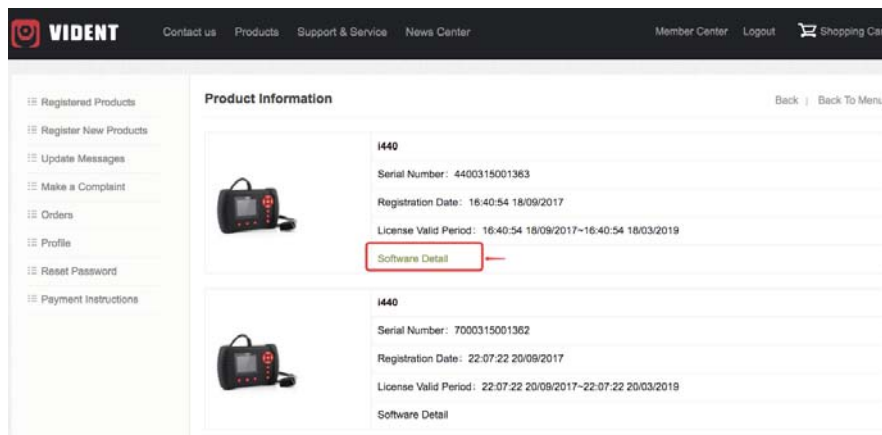 VIDENT Contact us Products Support & Service News Center Member Center Logout Shopping Car
Registered Products
Register New Products
Update Messages
Make a Complaint
Orders
Profile
Reset Password
Payment Instructions
Product Information Back | Back To Menu
i440
Serial Number: 4400315001363
Registration Date: 16:40:54 18/09/2017
License Valid Period: 16:40:54 18/09/2017~16:40:54 18/03/2019
Software Detail
i440
Serial Number: 7000315001362
Registration Date: 22:07:22 20/09/2017
License Valid Period: 22:07:22 20/09/2017~22:07:22 20/03/2019
Software Detail